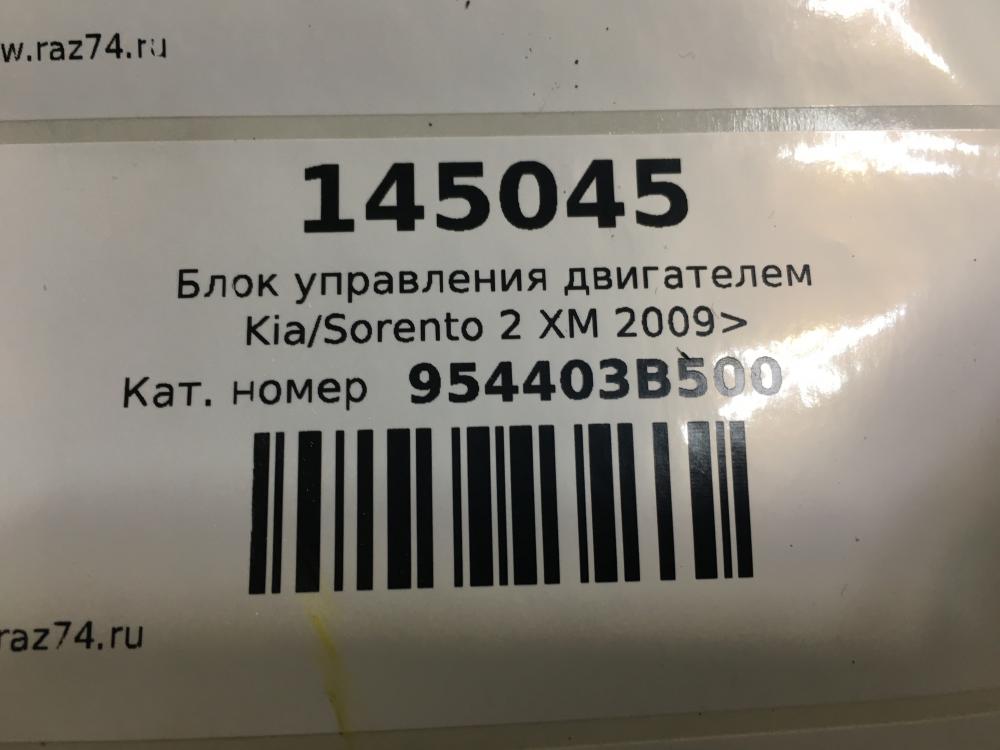 w.raz74.ru
145045
Блок управления двигателем
Kia/Sorento 2 XM 2009>
Кат. номер 954403B500
raz74.ru